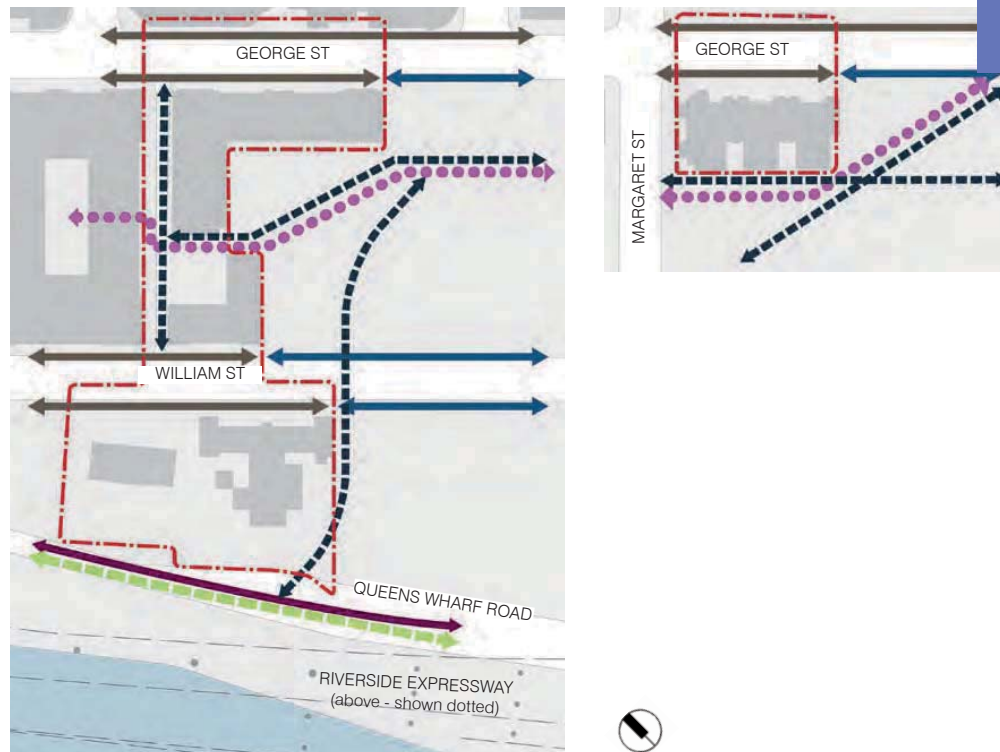 GEORGE ST
WILLIAM ST
QUEENS WHARF ROAD
RIVERSIDE EXPRESSWAY
(above - shown dotted)
GEORGE ST
MARGARET ST